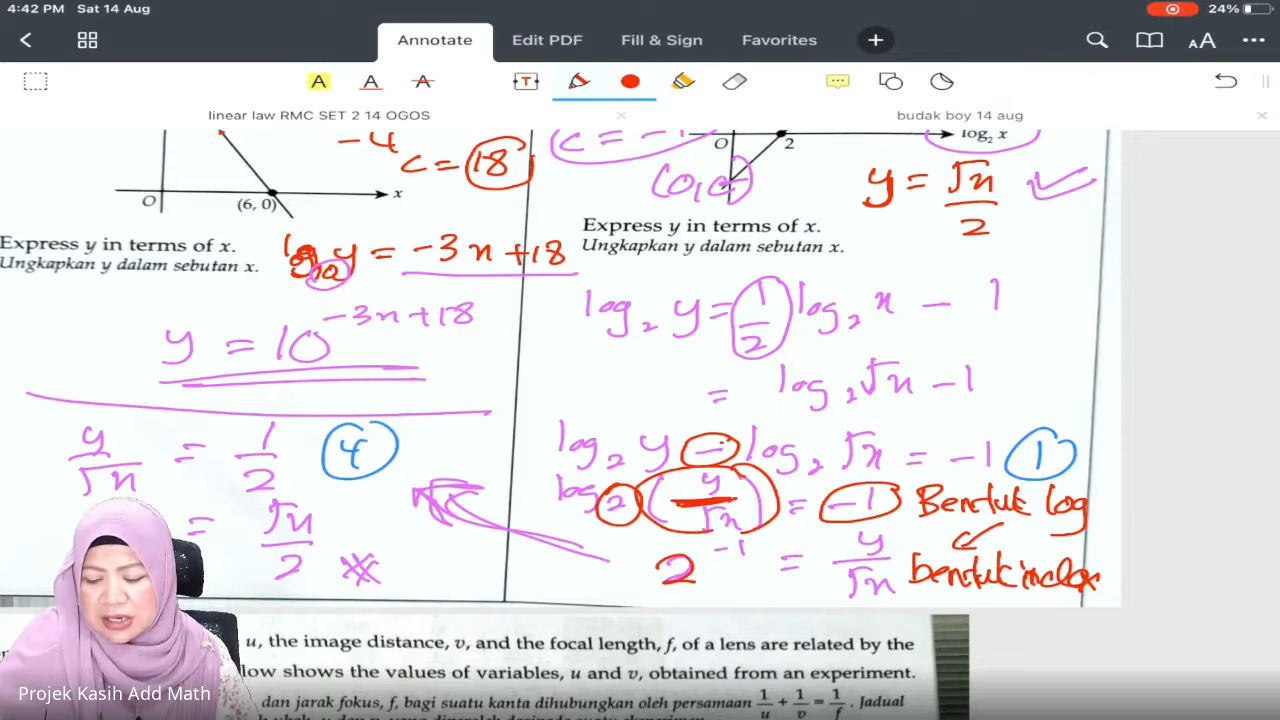 4:42 PM Sat 14 Aug
24%
Annotate
Edit PDF
Fill & Sign
Favorites
linear law RMC SET 2 14 OGOS
budak boy 14 aug
-4
c = 18
O
(6, 0)
x
Express y in terms of x.
Ungkapkan y dalam sebutan x.
log₁₀ y = -3x + 18
y = 10^(-3x + 18)
y/√x = 1/2 (4)
= √x/2
c = -1
O
2
log₂ x
y = √x/2
Express y in terms of x.
Ungkapkan y dalam sebutan x.
log₂ y = 1/2 log₂ x - 1
= log₂ √x - 1
log₂ y - log₂ √x = -1 (1)
log₂ (y/√x) = -1 Bentuk log
2^-1 = y/√x bentuk index
u, the image distance, v, and the focal length, f, of a lens are related by the
low shows the values of variables, u and v, obtained from an experiment.
dan jarak fokus, f, bagi suatu kanta dihubungkan oleh persamaan 1/u + 1/v = 1/f. Jadual
Projek Kasih Add Math